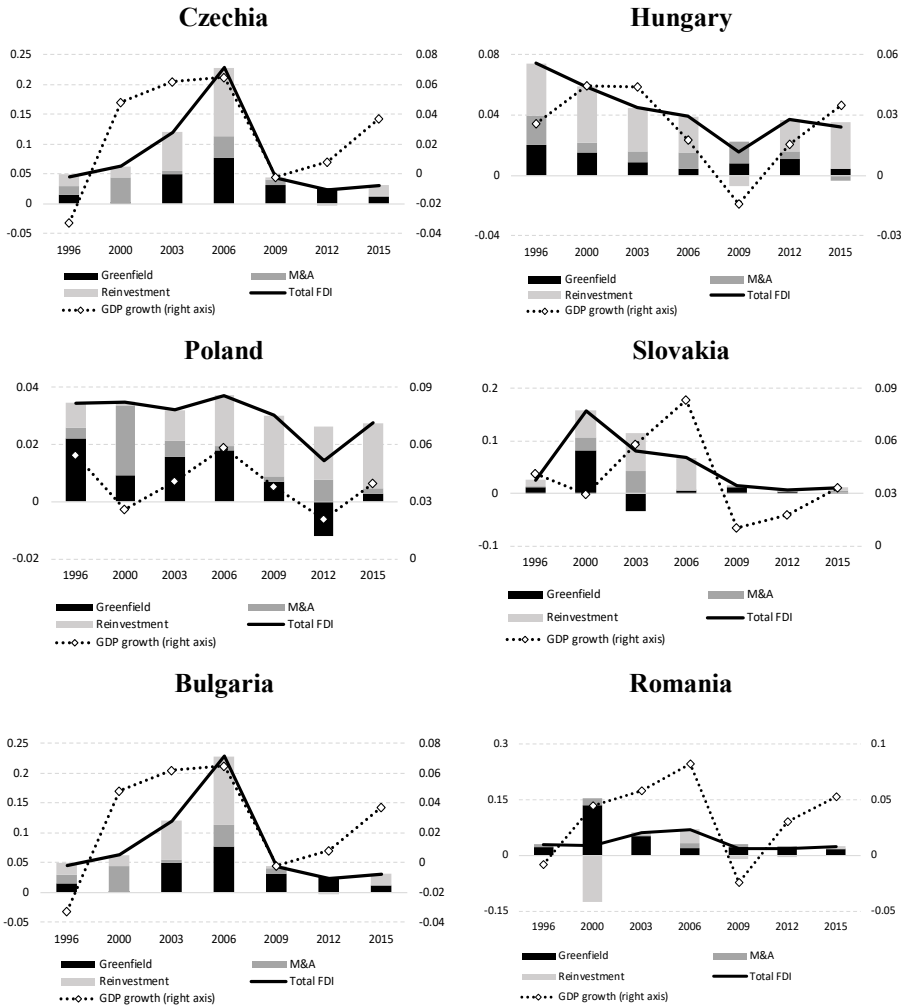 Czechia
0.25
0.2
0.15
0.1
0.05
0
-0.05
0.08
0.06
0.04
0.02
0
-0.02
-0.04
1996 2000 2003 2006 2009 2012 2015
Greenfield M&A
Reinvestment Total FDI
GDP growth (right axis)
Hungary
0.08
0.04
0
-0.04
0.06
0.03
0
-0.03
1996 2000 2003 2006 2009 2012 2015
Greenfield M&A
Reinvestment Total FDI
GDP growth (right axis)
Poland
0.04
0.02
0
-0.02
0.09
0.06
0.03
0
1996 2000 2003 2006 2009 2012 2015
Greenfield M&A
Reinvestment Total FDI
GDP growth (right axis)
Slovakia
0.2
0.1
0
-0.1
0.09
0.06
0.03
0
1996 2000 2003 2006 2009 2012 2015
Greenfield M&A
Reinvestment Total FDI
GDP growth (right axis)
Bulgaria
0.25
0.2
0.15
0.1
0.05
0
-0.05
0.08
0.06
0.04
0.02
0
-0.02
-0.04
1996 2000 2003 2006 2009 2012 2015
Greenfield M&A
Reinvestment Total FDI
GDP growth (right axis)
Romania
0.3
0.15
0
-0.15
0.1
0.05
0
-0.05
1996 2000 2003 2006 2009 2012 2015
Greenfield M&A
Reinvestment Total FDI
GDP growth (right axis)